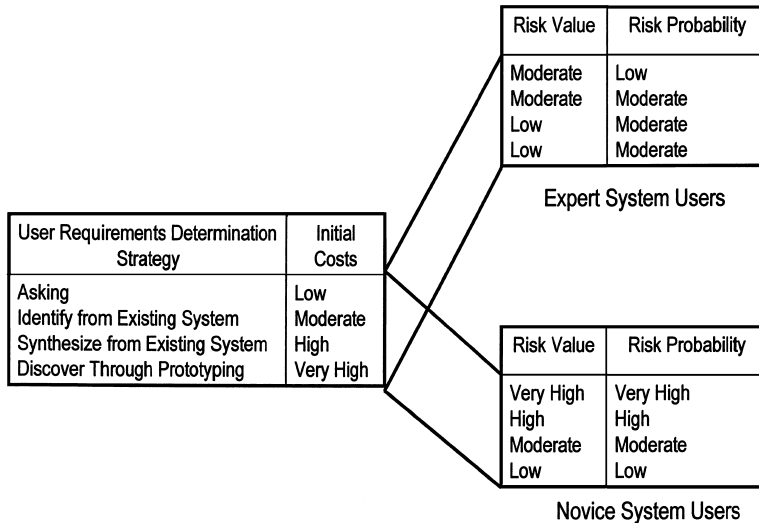 Risk Value Risk Probability
Moderate Low
Moderate Moderate
Low Moderate
Low Moderate
Expert System Users
User Requirements Determination Initial
Strategy Costs
Asking Low
Identify from Existing System Moderate
Synthesize from Existing System High
Discover Through Prototyping Very High
Risk Value Risk Probability
Very High Very High
High High
Moderate Moderate
Low Low
Novice System Users